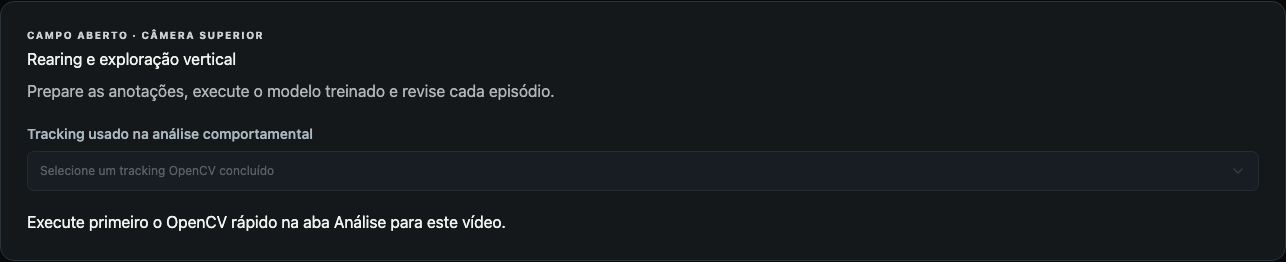 CAMPO ABERTO · CÂMERA SUPERIOR
Rearing e exploração vertical
Prepare as anotações, execute o modelo treinado e revise cada episódio.
Tracking usado na análise comportamental
Selecione um tracking OpenCV concluído
Execute primeiro o OpenCV rápido na aba Análise para este vídeo.